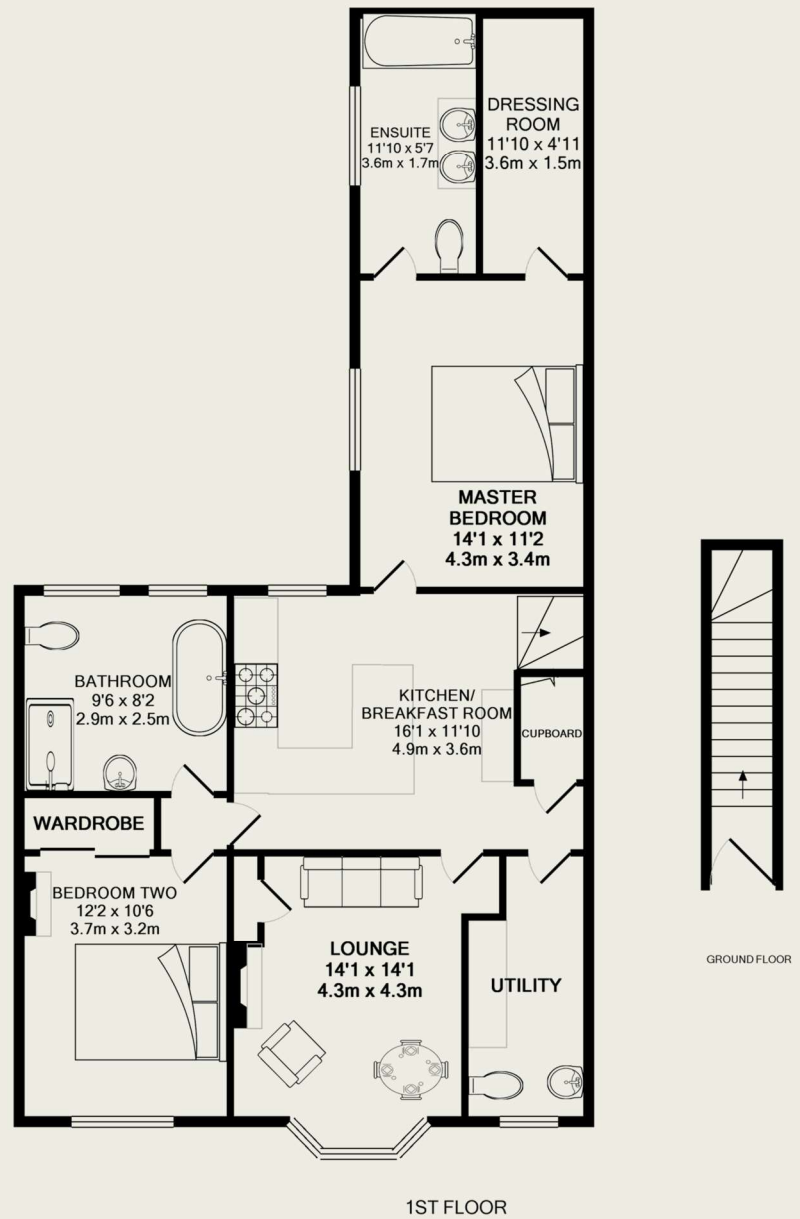 ENSUITE
11'10 x 5'7
3.6m x 1.7m
DRESSING
ROOM
11'10 x 4'11
3.6m x 1.5m
MASTER
BEDROOM
14'1 x 11'2
4.3m x 3.4m
BATHROOM
9'6 x 8'2
2.9m x 2.5m
KITCHEN/
BREAKFAST ROOM
16'1 x 11'10
4.9m x 3.6m
CUPBOARD
WARDROBE
BEDROOM TWO
12'2 x 10'6
3.7m x 3.2m
LOUNGE
14'1 x 14'1
4.3m x 4.3m
UTILITY
GROUND FLOOR
1ST FLOOR